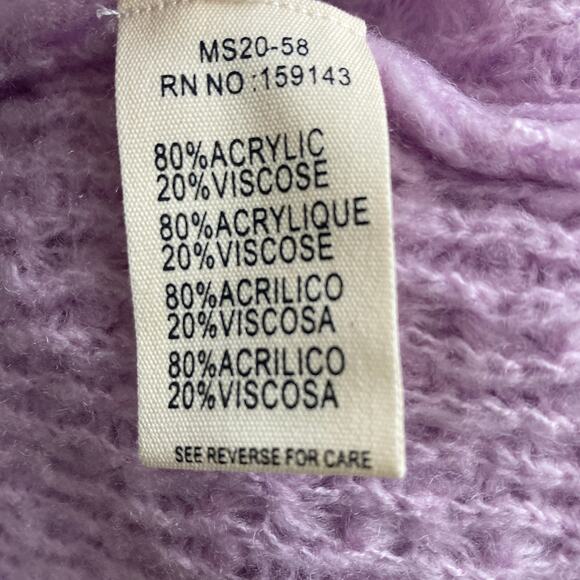 MS20-58
RN NO:159143
80%ACRYLIC
20%VISCOSE
80%ACRYLIQUE
20%VISCOSE
80%ACRILICO
20%VISCOSA
80%ACRILICO
20%VISCOSA
SEE REVERSE FOR CARE